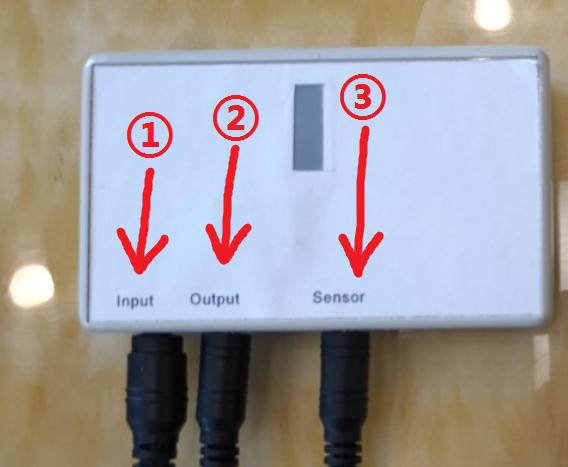 ① ② ③
Input Output Sensor